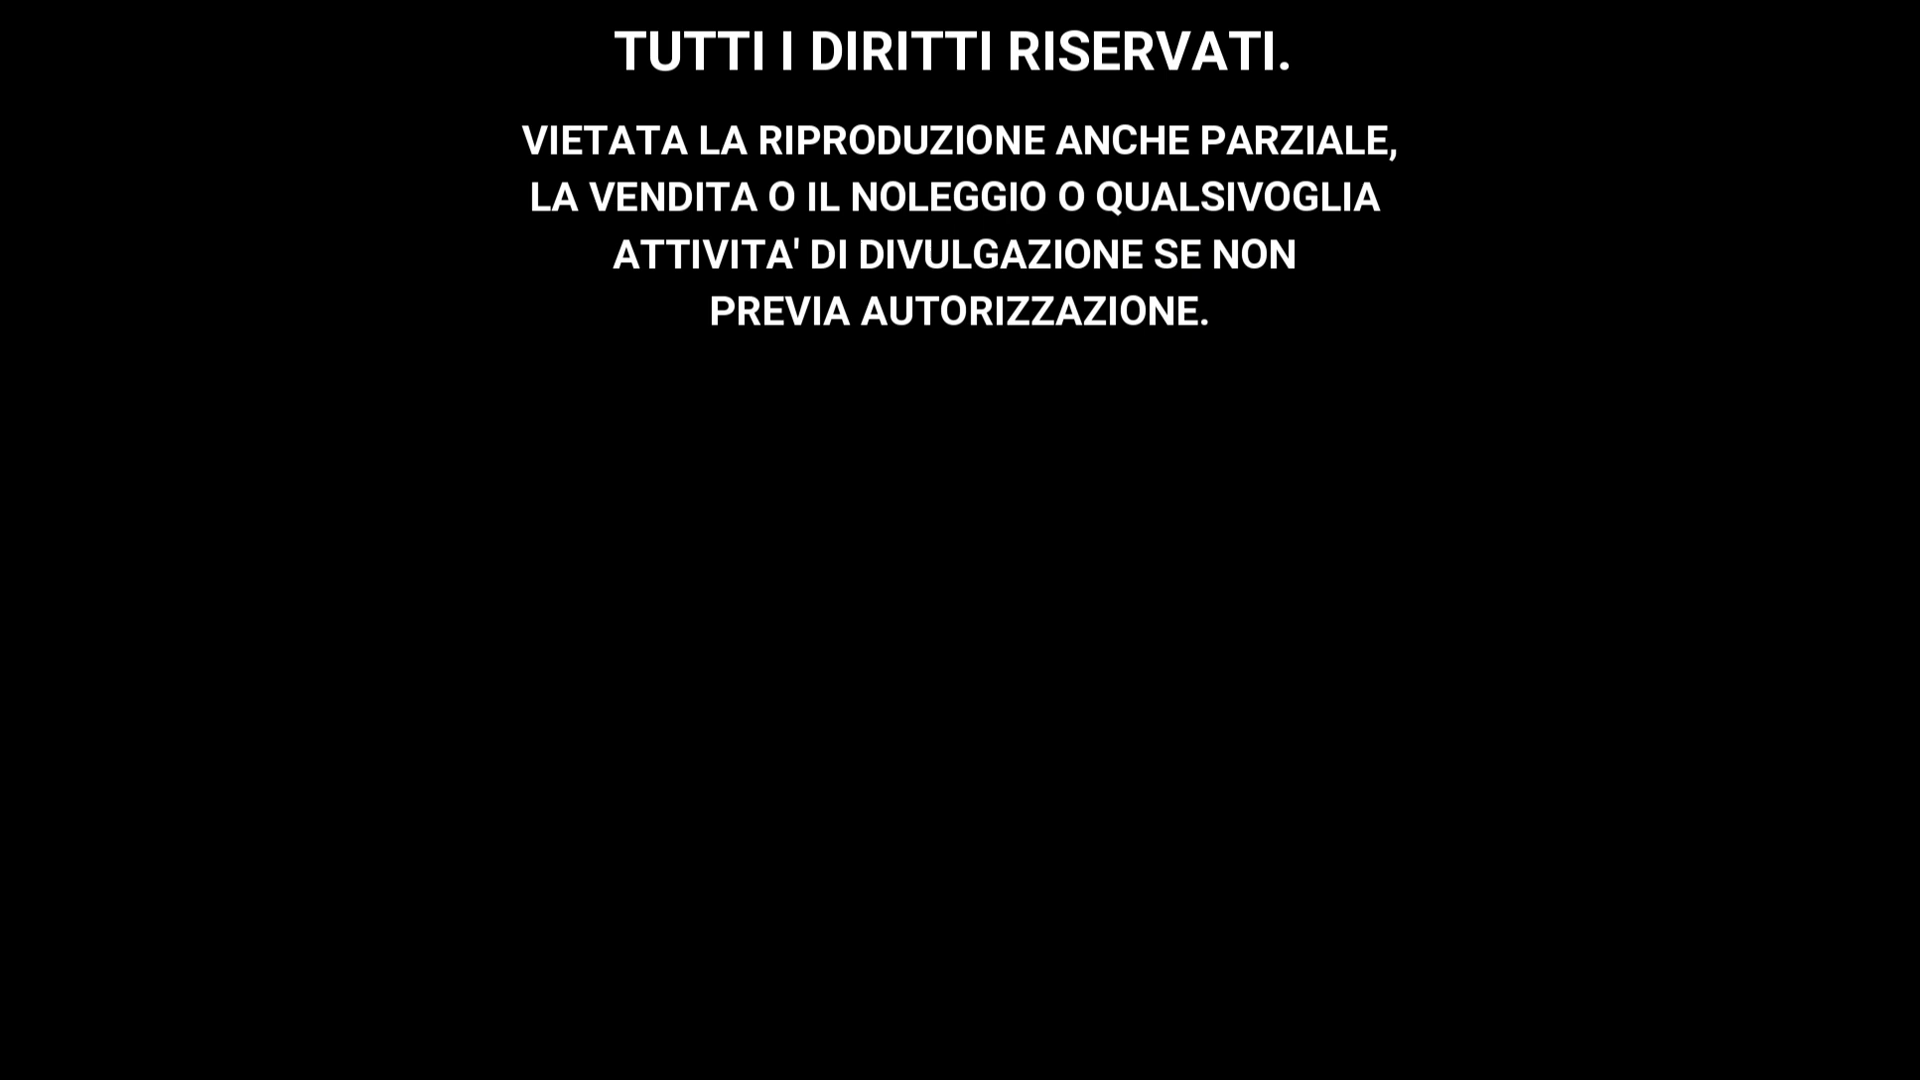 TUTTI I DIRITTI RISERVATI.
VIETATA LA RIPRODUZIONE ANCHE PARZIALE,
LA VENDITA O IL NOLEGGIO O QUALSIVOGLIA
ATTIVITA' DI DIVULGAZIONE SE NON
PREVIA AUTORIZZAZIONE.